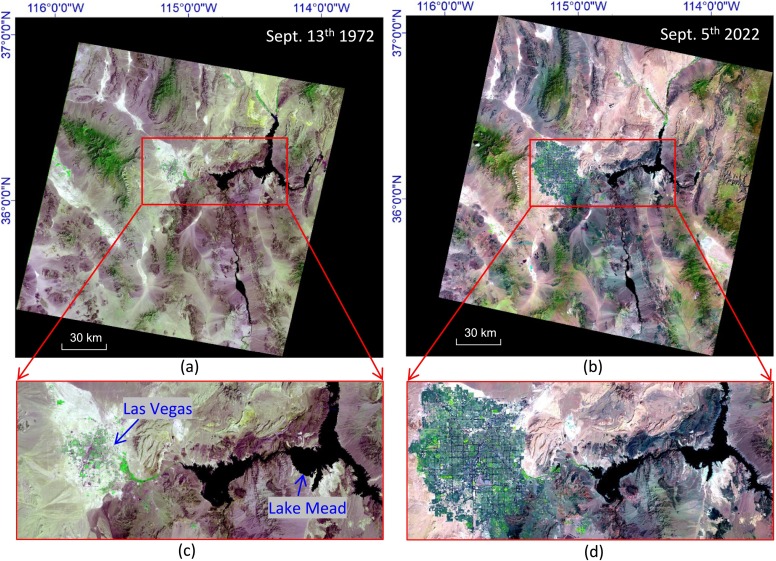 116°0'0"W 115°0'0"W 114°0'0"W
116°0'0"W 115°0'0"W 114°0'0"W
37°0'0"N
Sept. 13th 1972
37°0'0"N
Sept. 5th 2022
36°0'0"N
36°0'0"N
30 km
30 km
(a)
(b)
Las Vegas
Lake Mead
(c)
(d)